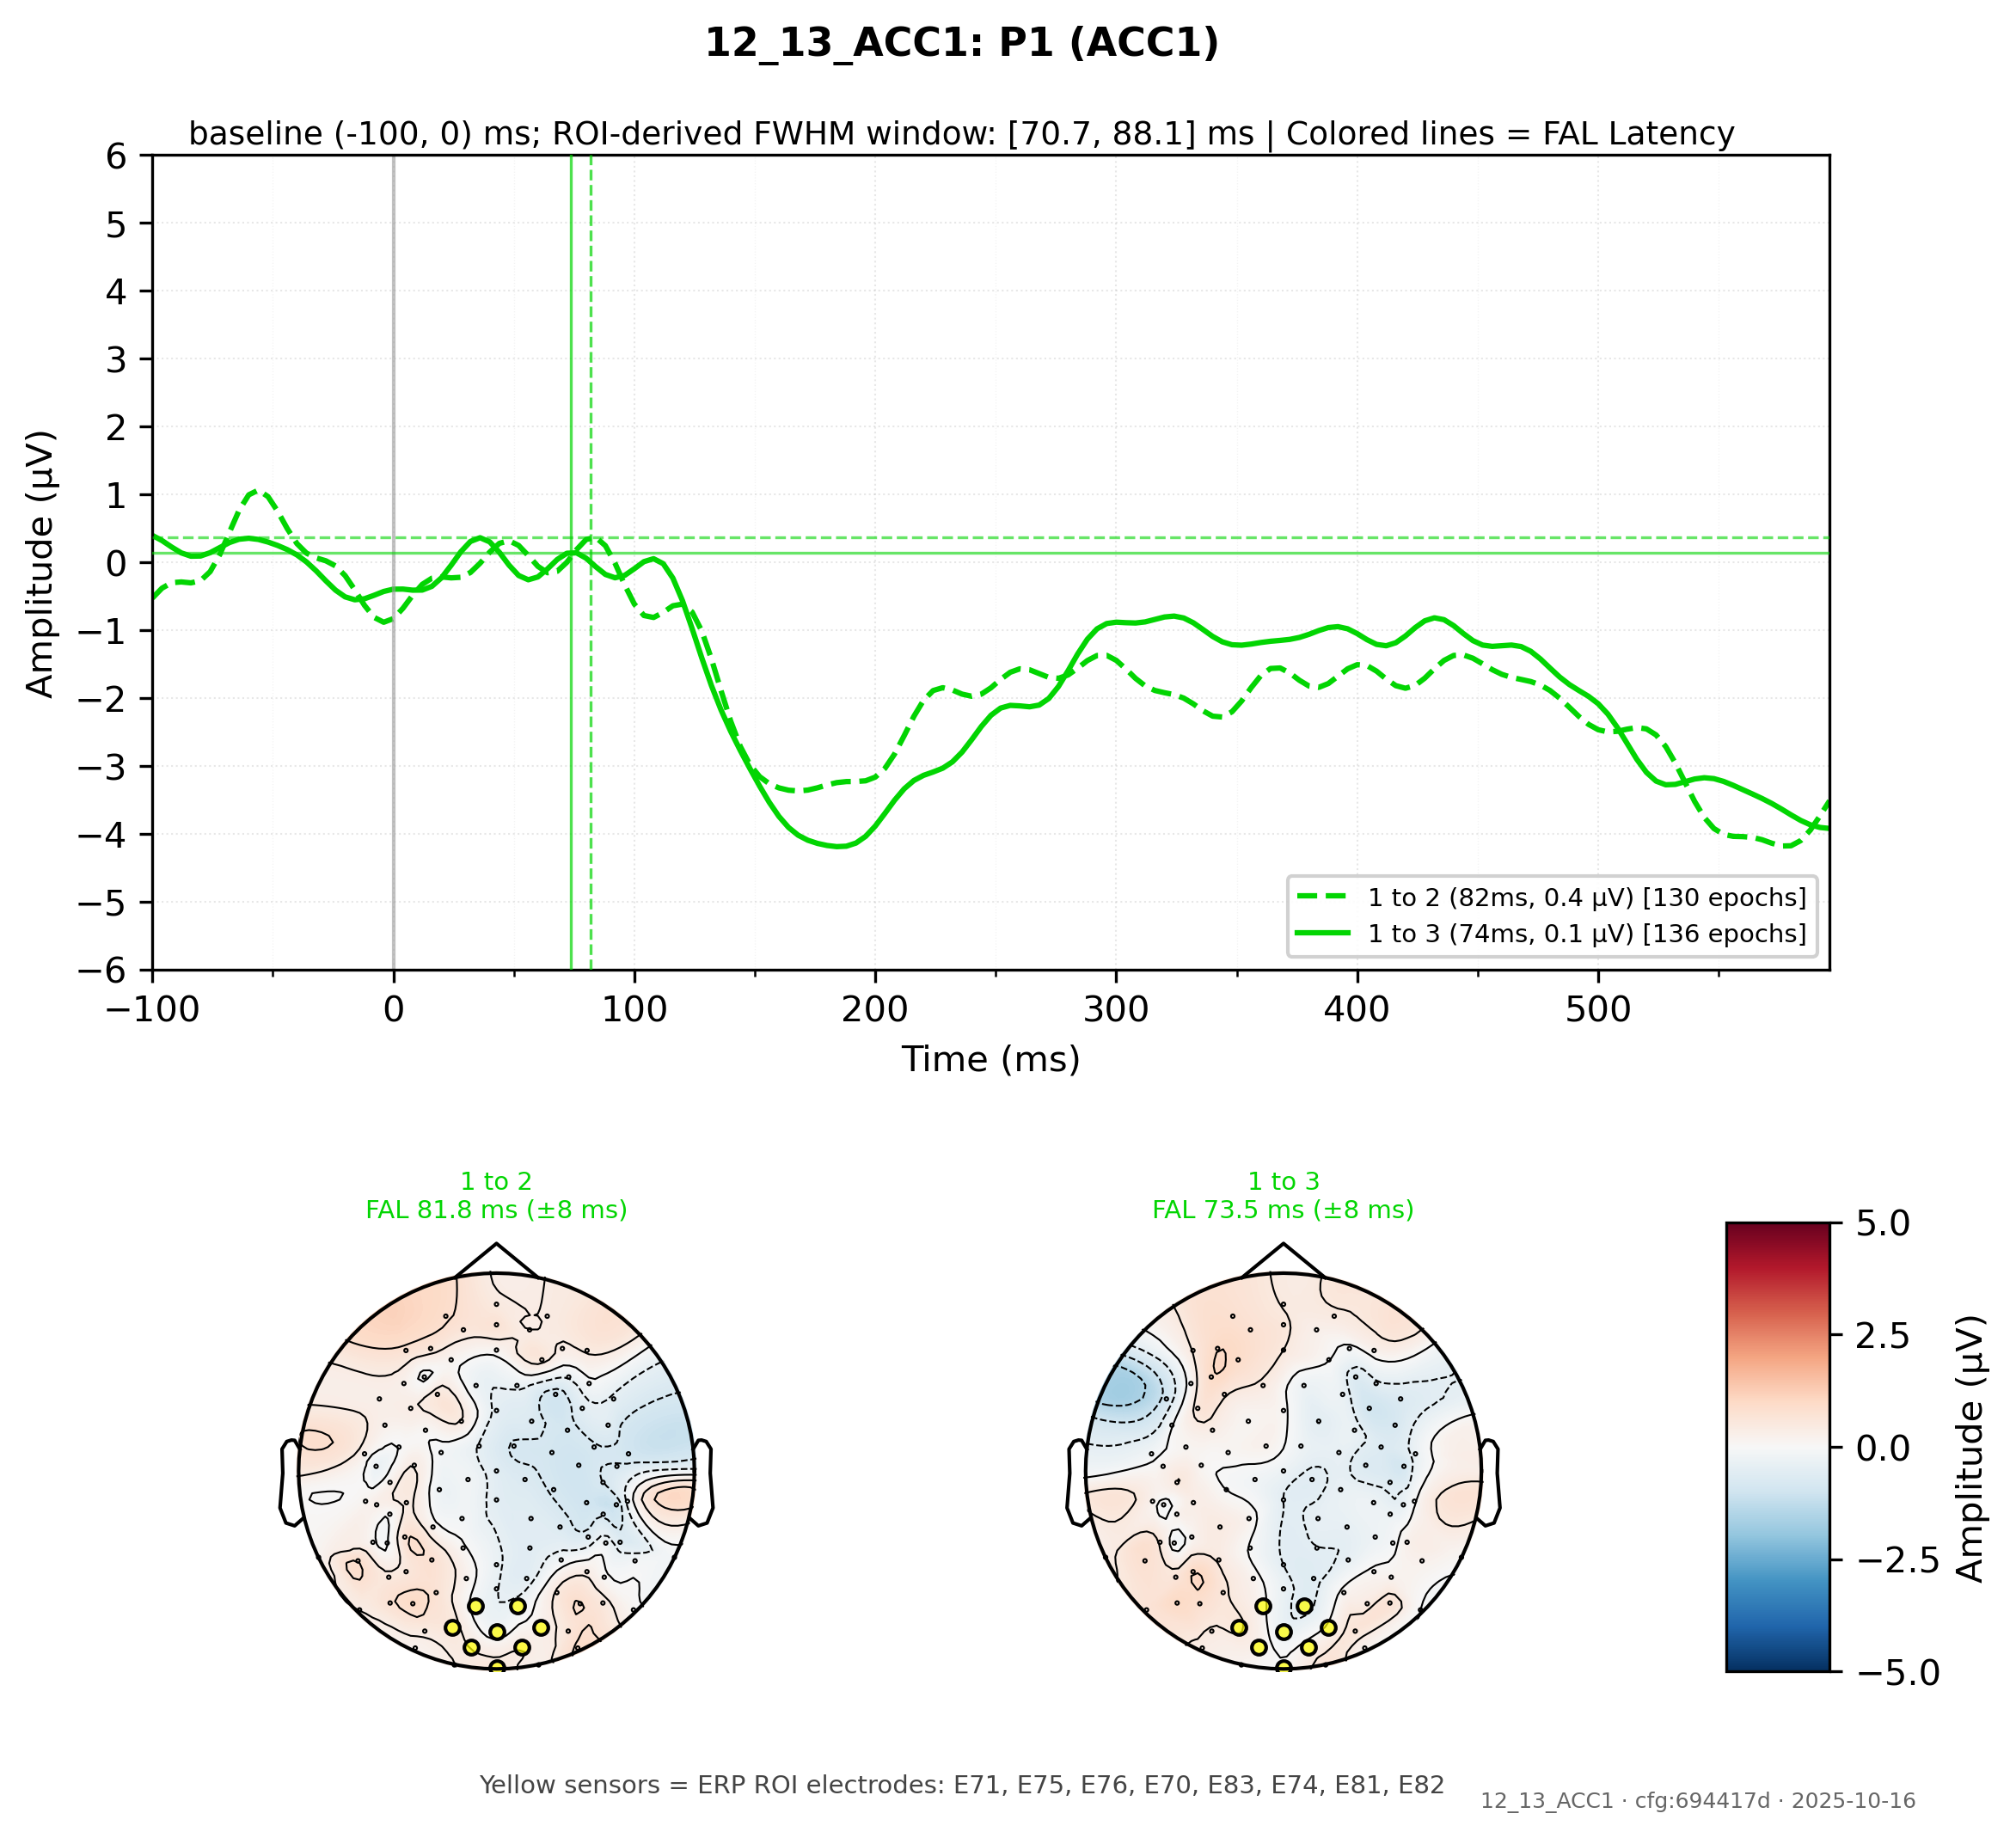 12_13_ACC1: P1 (ACC1)
baseline (-100, 0) ms; ROI-derived FWHM window: [70.7, 88.1] ms | Colored lines = FAL Latency
6
5
4
3
2
1
0
−1
−2
−3
−4
−5
−6
Amplitude (µV)
1 to 2 (82ms, 0.4 µV) [130 epochs]
1 to 3 (74ms, 0.1 µV) [136 epochs]
−100 0 100 200 300 400 500
Time (ms)
1 to 2
FAL 81.8 ms (±8 ms)
1 to 3
FAL 73.5 ms (±8 ms)
5.0
2.5
0.0
−2.5
−5.0
Amplitude (µV)
Yellow sensors = ERP ROI electrodes: E71, E75, E76, E70, E83, E74, E81, E82
12_13_ACC1 · cfg:694417d · 2025-10-16